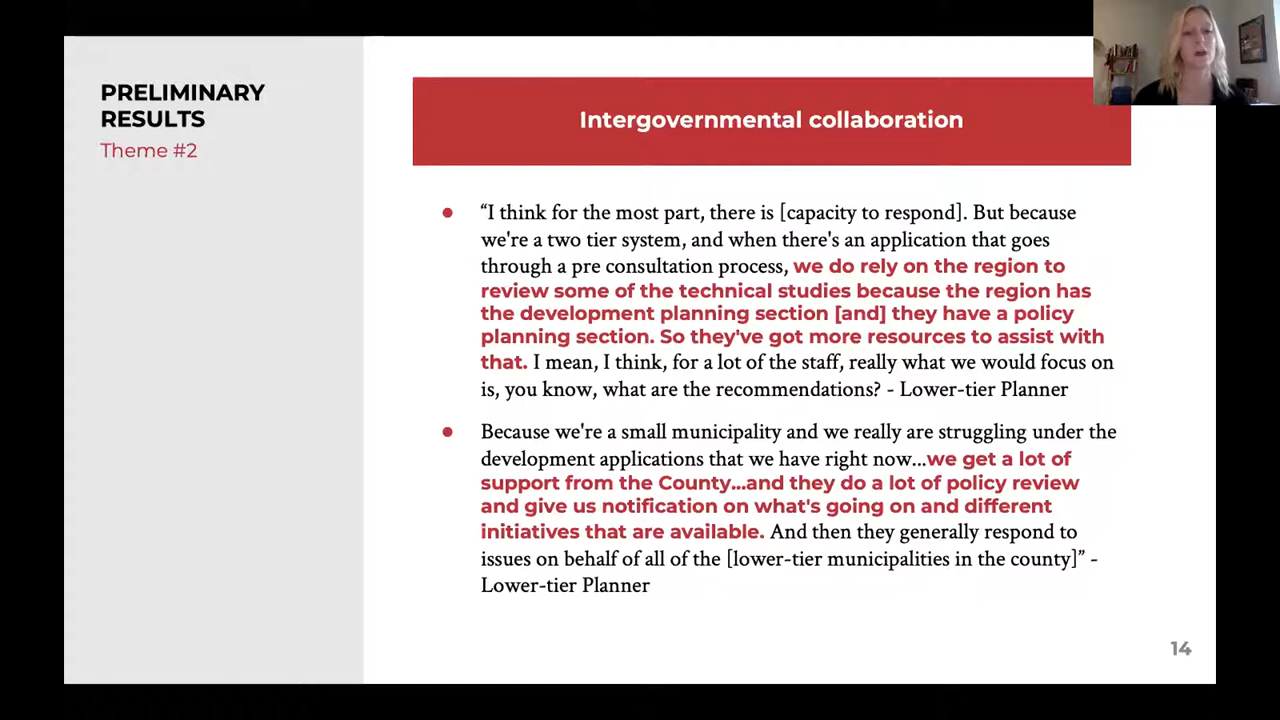 PRELIMINARY
RESULTS
Theme #2
Intergovernmental collaboration
“I think for the most part, there is [capacity to respond]. But because
we're a two tier system, and when there's an application that goes
through a pre consultation process, we do rely on the region to
review some of the technical studies because the region has
the development planning section [and] they have a policy
planning section. So they've got more resources to assist with
that. I mean, I think, for a lot of the staff, really what we would focus on
is, you know, what are the recommendations? - Lower-tier Planner
Because we're a small municipality and we really are struggling under the
development applications that we have right now...we get a lot of
support from the County...and they do a lot of policy review
and give us notification on what's going on and different
initiatives that are available. And then they generally respond to
issues on behalf of all of the [lower-tier municipalities in the county]” -
Lower-tier Planner
14